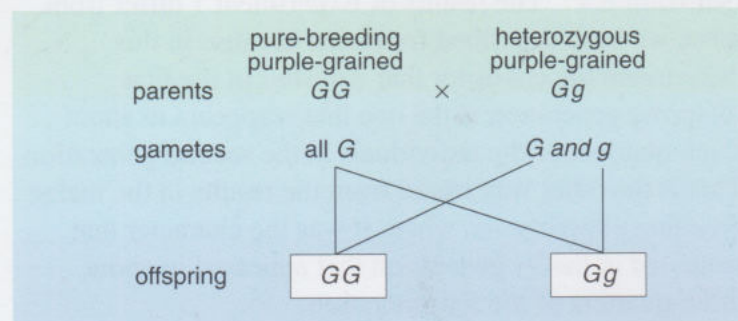 pure-breeding heterozygous
purple-grained purple-grained
parents GG × Gg
gametes all G G and g
offspring GG Gg